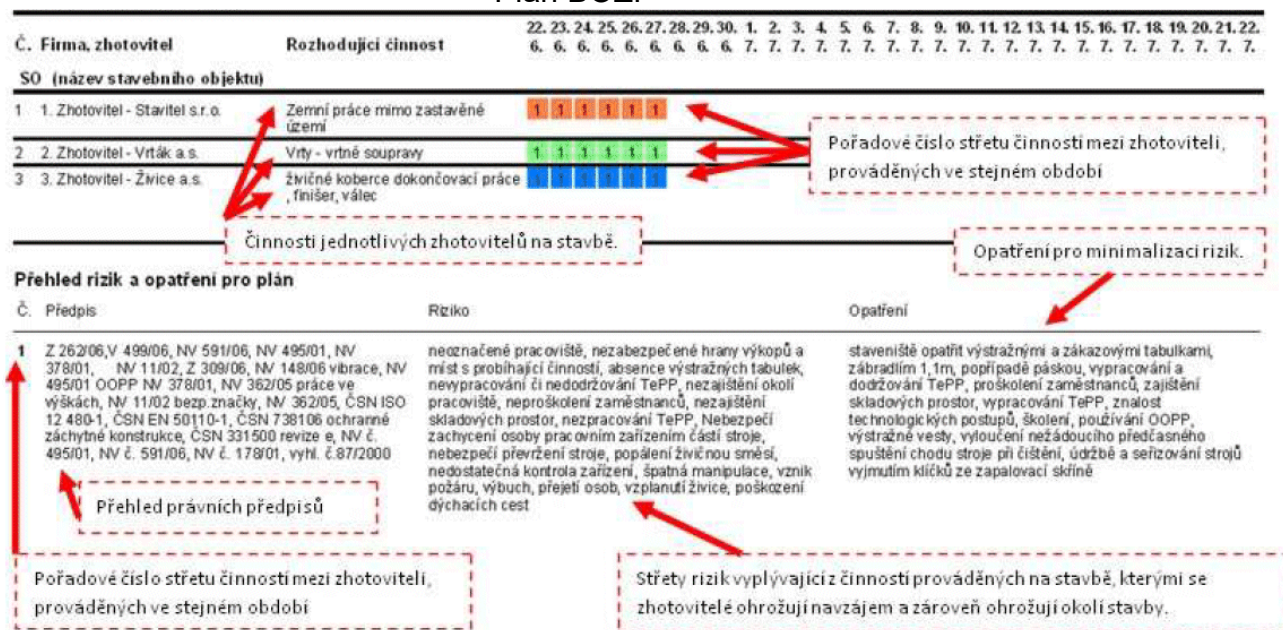 22. 23. 24. 25. 26. 27. 28. 29. 30. 1. 2. 3. 4. 5. 6. 7. 8. 9. 10. 11. 12. 13. 14. 15. 16. 17. 18. 19. 20. 21. 22.
Č. Firma, zhotovitel Rozhodující činnost 6. 6. 6. 6. 6. 6. 6. 6. 6. 7. 7. 7. 7. 7. 7. 7. 7. 7. 7. 7. 7. 7. 7. 7. 7. 7. 7. 7. 7. 7. 7.
SO (název stavebního objektu)
1 1. Zhotovitel - Stavitel s.r.o. Zemní práce mimo zastavěné 1 1 1 1 1 1
území
Pořadové číslo střetu činností mezi zhotoviteli,
prováděných ve stejném období
2 2. Zhotovitel - Vrták a.s. Vrty - vrtné soupravy 1 1 1 1 1 1
3 3. Zhotovitel - Živice a.s. živičné koberce dokončovací práce 1 1 1 1 1 1
, finišer, válec
Činnosti jednotlivých zhotovitelů na stavbě.
Opatření pro minimalizaci rizik.
Přehled rizik a opatření pro plán
Č. Předpis Riziko Opatření
1 Z 262/06,V 499/06, NV 591/06, NV 495/01, NV
378/01, NV 11/02, Z 309/06, NV 148/06 vibrace, NV
495/01 OOPP NV 378/01, NV 362/05 práce ve
výškách, NV 11/02 bezp.značky, NV 362/05, ČSN ISO
12 480-1, ČSN EN 50110-1, ČSN 738106 ochranné
záchytné konstrukce, ČSN 331500 revize e, NV č.
495/01, NV č. 591/06, NV č. 178/01, vyhl. č.87/2000
neoznačené pracoviště, nezabezpečené hrany výkopů a
míst s probíhající činností, absence výstražných tabulek,
nevypracování či nedodržování TePP, nezajištění okolí
pracoviště, neproškolení zaměstnanců, nezajištění
skladových prostor, nezpracování TePP, Nebezpečí
zachycení osoby pracovním zařízením částí stroje,
nebezpečí převržení stroje, popálení živičnou směsí,
nedostatečná kontrola zařízení, špatná manipulace, vznik
požáru, výbuch, přejetí osob, vzplanutí živice, poškození
dýchacích cest
staveniště opatřit výstražnými a zákazovými tabulkami,
zábradlím 1,1m, popřípadě páskou, vypracování a
dodržování TePP, proškolení zaměstnanců, zajištění
skladových prostor, vypracování TePP, znalost
technologických postupů, školení, používání OOPP,
výstražné vesty, vyloučení nežádoucího předčasného
spuštění chodu stroje při čištění, údržbě a seřizování strojů
vyjmutím klíčků ze zapalovací skříně
Přehled právních předpisů
Pořadové číslo střetu činností mezi zhotoviteli,
prováděných ve stejném období
Střety rizik vyplývající z činností prováděných na stavbě, kterými se
zhotovitelé ohrožují navzájem a zároveň ohrožují okolí stavby.